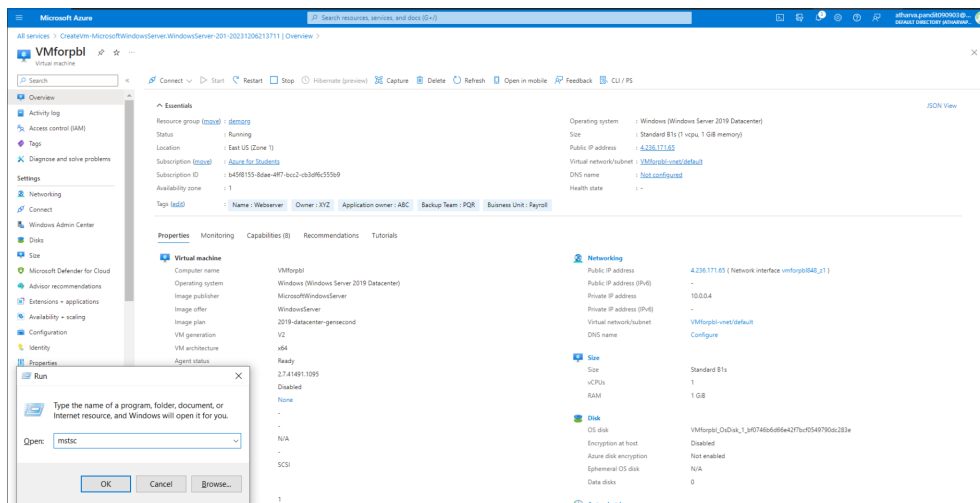 Microsoft Azure
Search resources, services, and docs (G+/)
atharva.pandit090903@...
DEFAULT DIRECTORY (ATHARVAP...
All services > CreateVm-MicrosoftWindowsServer.WindowsServer-201-20231206213711 | Overview >
VMforpbl
Virtual machine
Search
Connect
Start
Restart
Stop
Hibernate (preview)
Capture
Delete
Refresh
Open in mobile
Feedback
CLI / PS
Overview
Activity log
Access control (IAM)
Tags
Diagnose and solve problems
Settings
Networking
Connect
Windows Admin Center
Disks
Size
Microsoft Defender for Cloud
Advisor recommendations
Extensions + applications
Availability + scaling
Configuration
Identity
Properties
Essentials
JSON View
Resource group (move) : demorg
Status : Running
Location : East US (Zone 1)
Subscription (move) : Azure for Students
Subscription ID : b45f8155-8dae-4ff7-bcc2-cb3df6c555b9
Availability zone : 1
Operating system : Windows (Windows Server 2019 Datacenter)
Size : Standard B1s (1 vcpu, 1 GiB memory)
Public IP address : 4.236.171.65
Virtual network/subnet : VMforpbl-vnet/default
DNS name : Not configured
Health state : -
Tags (edit) : Name : Webserver Owner : XYZ Application owner : ABC Backup Team : PQR Buisness Unit : Payroll
Properties Monitoring Capabilities (8) Recommendations Tutorials
Virtual machine
Computer name VMforpbl
Operating system Windows (Windows Server 2019 Datacenter)
Image publisher MicrosoftWindowsServer
Image offer WindowsServer
Image plan 2019-datacenter-gensecond
VM generation V2
VM architecture x64
Agent status Ready
2.7.41491.1095
Disabled
None
-
-
N/A
-
SCSI
1
Networking
Public IP address 4.236.171.65 ( Network interface vmforpbl848_z1 )
Public IP address (IPv6) -
Private IP address 10.0.0.4
Private IP address (IPv6) -
Virtual network/subnet VMforpbl-vnet/default
DNS name Configure
Size
Size Standard B1s
vCPUs 1
RAM 1 GiB
Disk
OS disk VMforpbl_OsDisk_1_bf0746b6d66e42f7bcf0549790dc283e
Encryption at host Disabled
Azure disk encryption Not enabled
Ephemeral OS disk N/A
Data disks 0
Run
Type the name of a program, folder, document, or
Internet resource, and Windows will open it for you.
Open: mstsc
OK
Cancel
Browse...